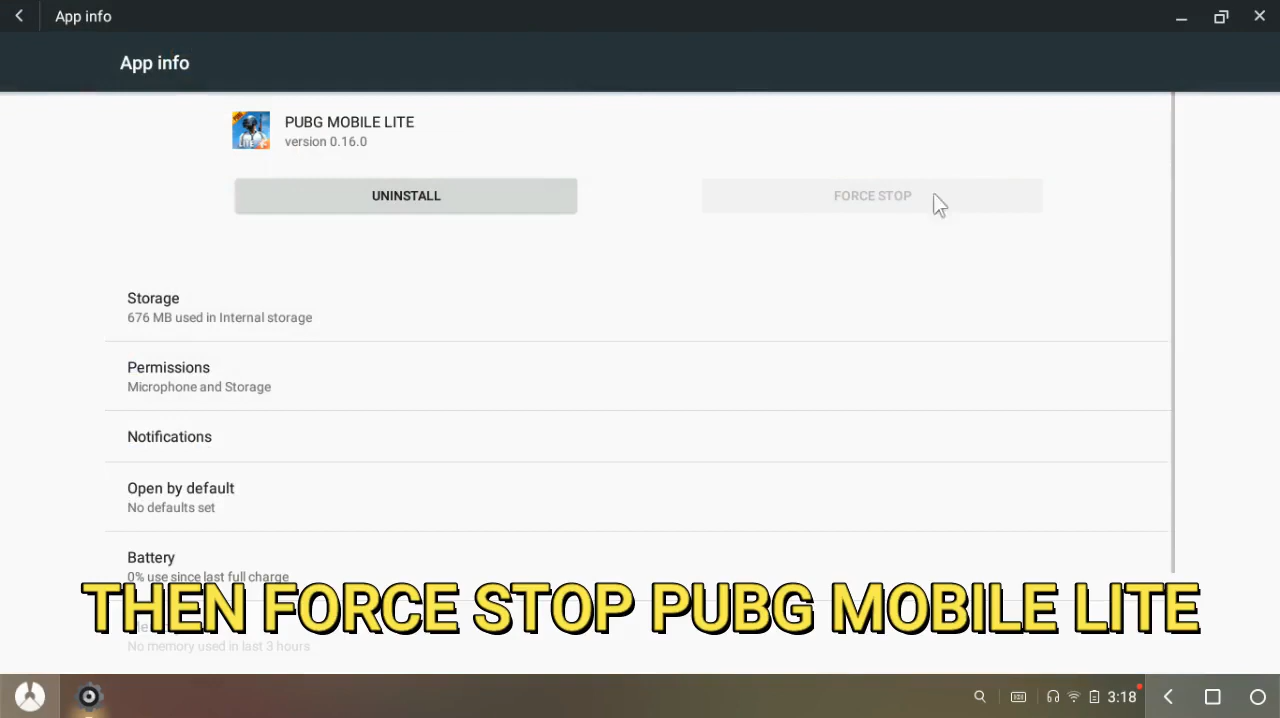 App info
App info
PUBG MOBILE LITE
version 0.16.0
UNINSTALL
FORCE STOP
Storage
676 MB used in Internal storage
Permissions
Microphone and Storage
Notifications
Open by default
No defaults set
Battery
0% use since last full charge
THEN FORCE STOP PUBG MOBILE LITE
No memory used in last 3 hours
3:18